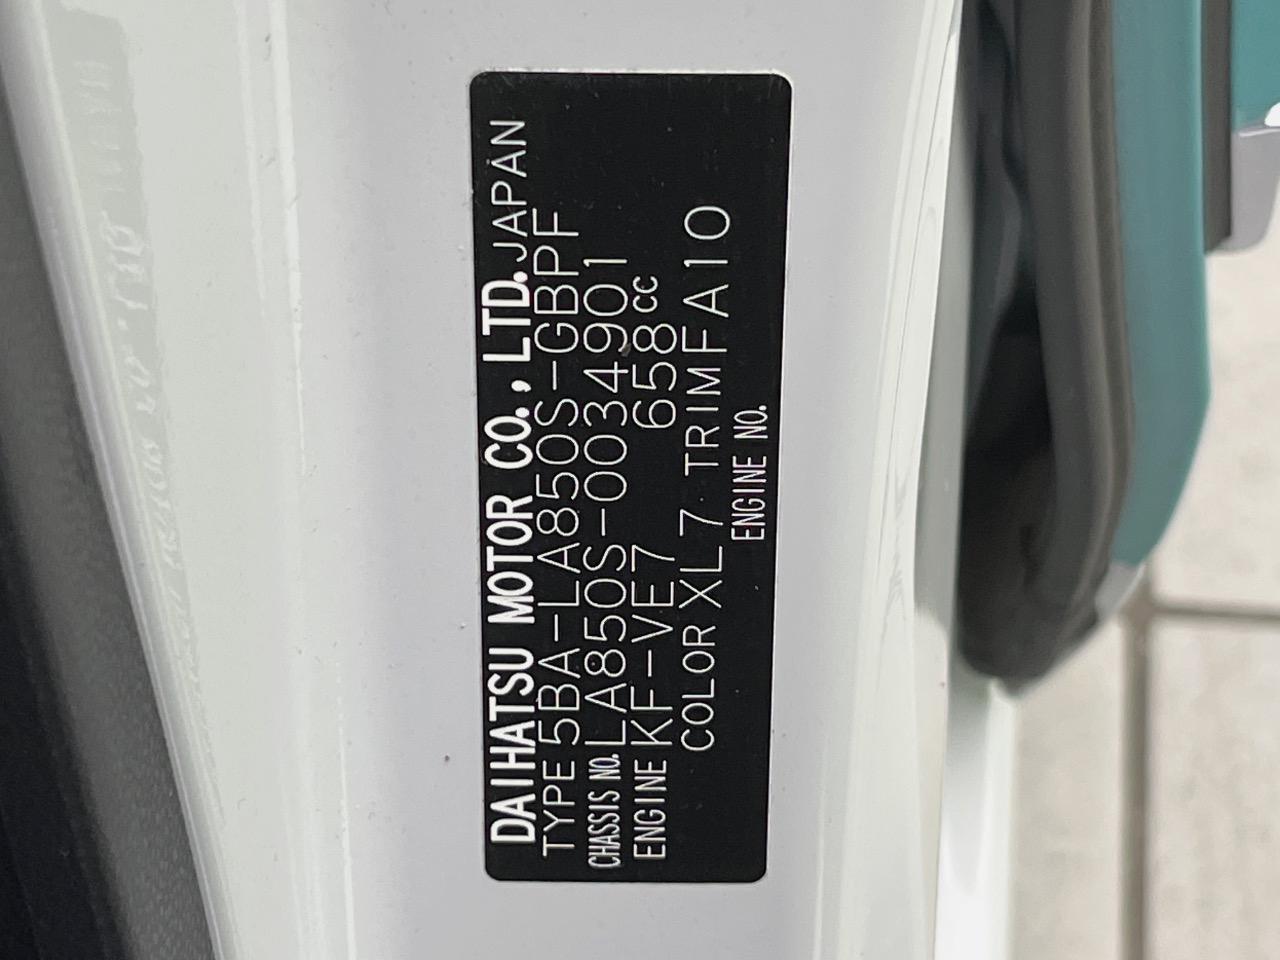 DAIHATSU MOTOR CO., LTD. JAPAN
TYPE 5BA-LA850S-GBPF
CHASSIS NO. LA850S-0034901
ENGINE KF-VE7 658cc
COLOR XL7 TRIM FA10
ENGINE NO.